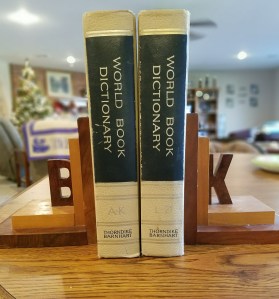 WORLD BOOK
DICTIONARY
A-K
THORNDIKE
BARNHART
WORLD BOOK
DICTIONARY
THORNDIKE
BARNHART
B
K